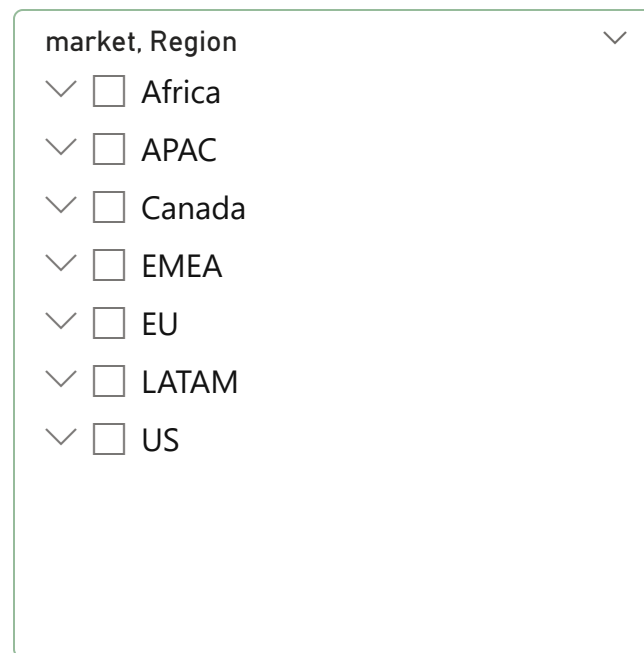 market, Region
Africa
APAC
Canada
EMEA
EU
LATAM
US